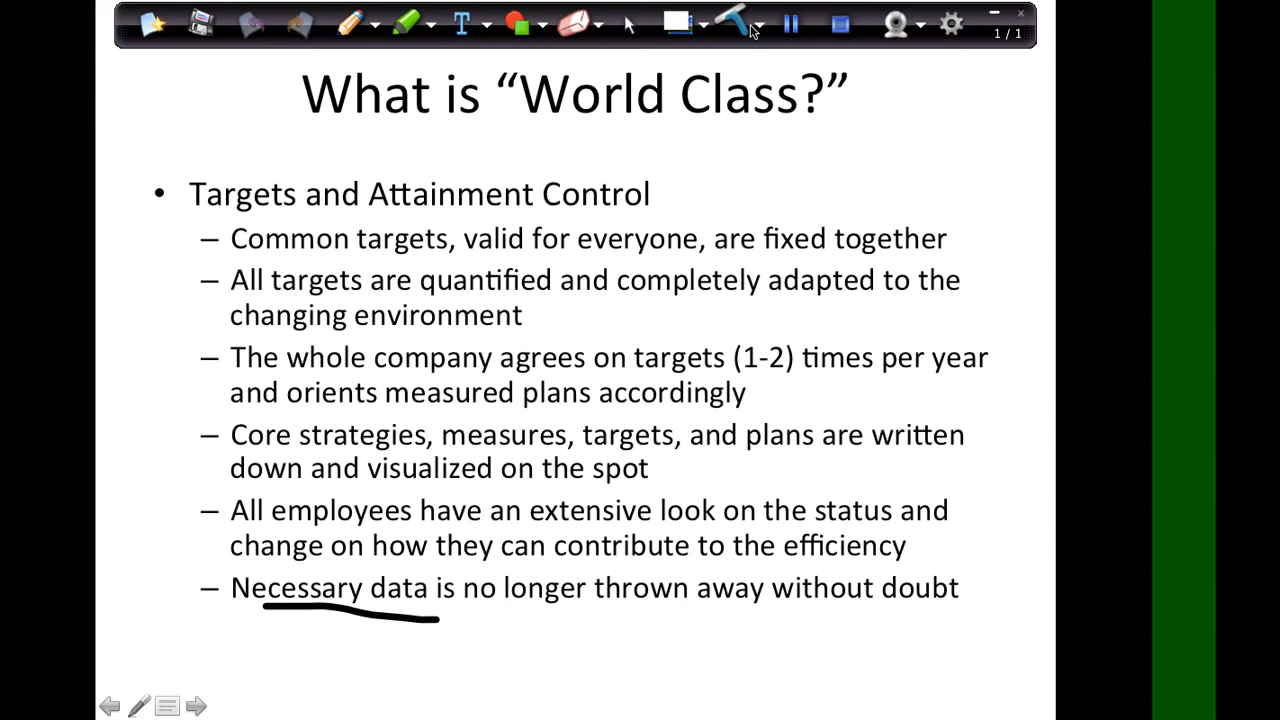 1 / 1
What is “World Class?”
• Targets and Attainment Control
– Common targets, valid for everyone, are fixed together
– All targets are quantified and completely adapted to the
changing environment
– The whole company agrees on targets (1-2) times per year
and orients measured plans accordingly
– Core strategies, measures, targets, and plans are written
down and visualized on the spot
– All employees have an extensive look on the status and
change on how they can contribute to the efficiency
– Necessary data is no longer thrown away without doubt